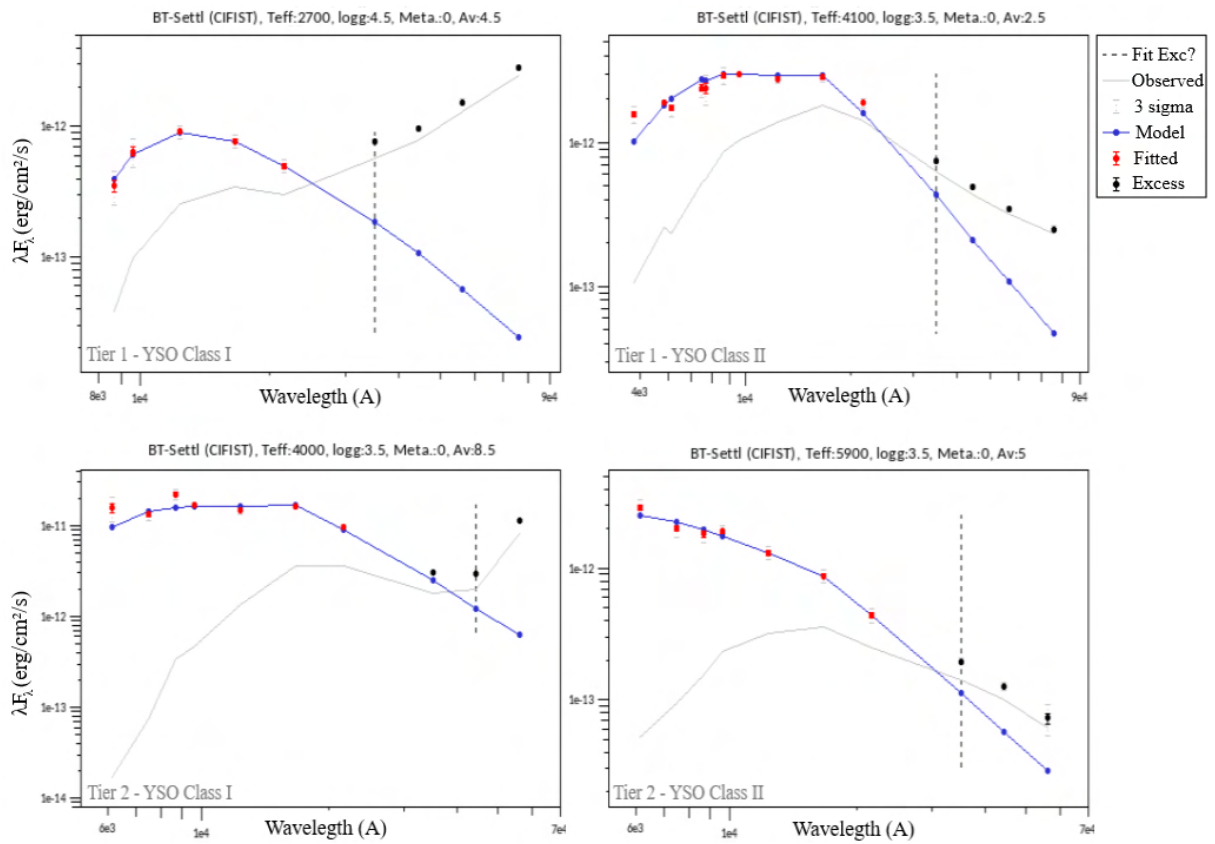 BT-Settl (CIFIST), Teff:2700, logg:4.5, Meta.:0, Av:4.5
BT-Settl (CIFIST), Teff:4100, logg:3.5, Meta.:0, Av:2.5
λFλ (erg/cm²/s)
1e-12
1e-13
Tier 1 - YSO Class I
8e3
1e4
Wavelegth (A)
9e4
1e-12
1e-13
Tier 1 - YSO Class II
4e3
1e4
Wavelegth (A)
9e4
Fit Exc?
Observed
3 sigma
Model
Fitted
Excess
BT-Settl (CIFIST), Teff:4000, logg:3.5, Meta.:0, Av:8.5
BT-Settl (CIFIST), Teff:5900, logg:3.5, Meta.:0, Av:5
λFλ (erg/cm²/s)
1e-11
1e-12
1e-13
1e-14
Tier 2 - YSO Class I
6e3
1e4
Wavelegth (A)
7e4
1e-12
1e-13
Tier 2 - YSO Class II
6e3
1e4
Wavelegth (A)
7e4